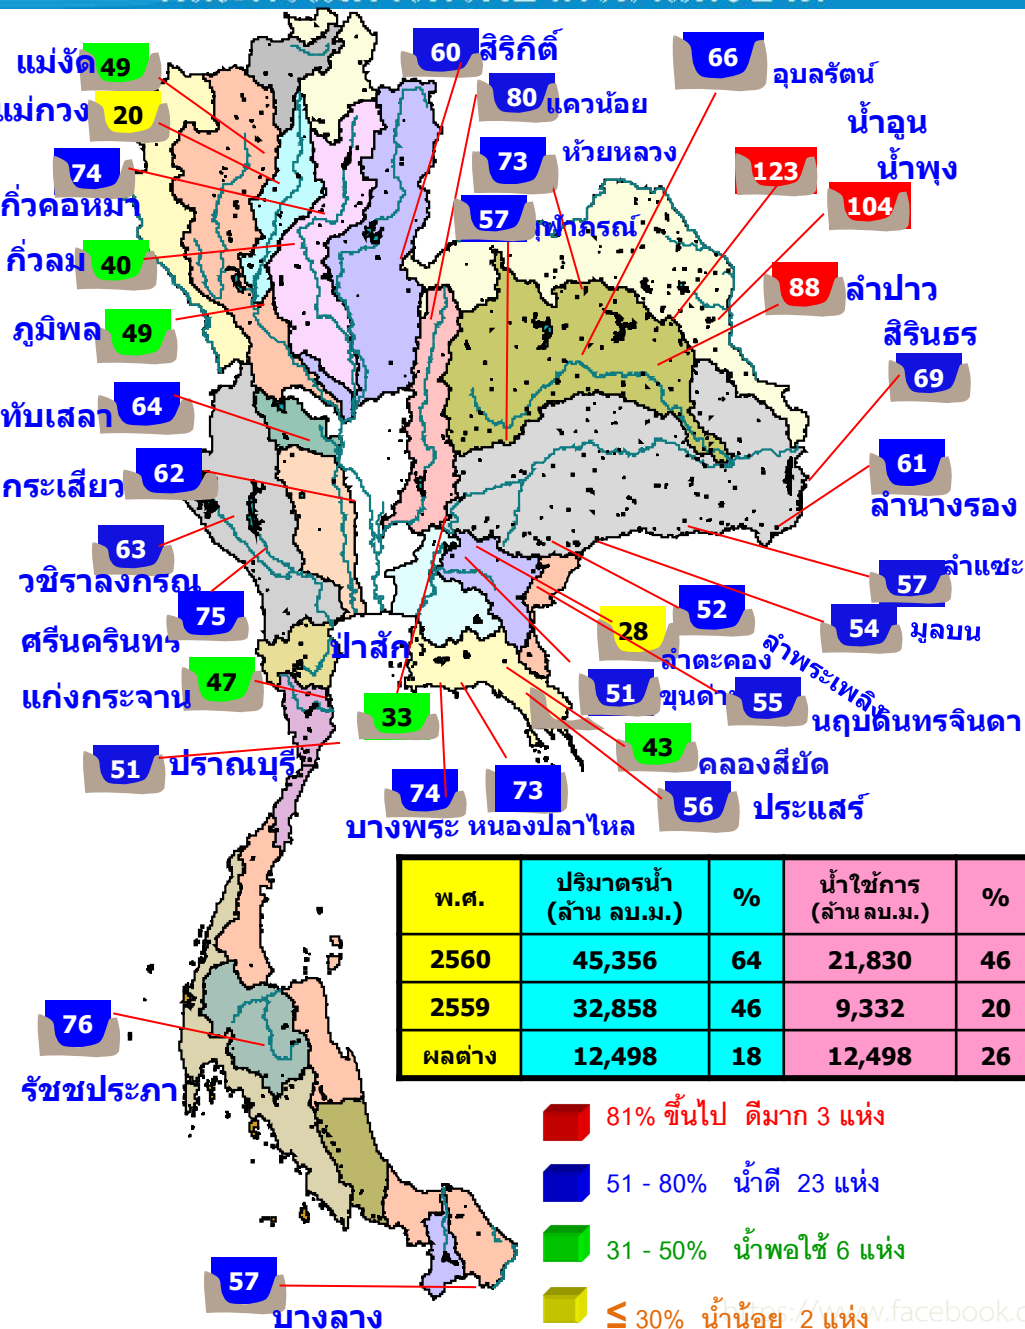 แม่งัด 49
แม่กวง 20
74
กิ่วคอหมา
กิ่วลม 40
ภูมิพล 49
ทับเสลา 64
กระเสียว 62
63
วชิราลงกรณ
75
ศรีนครินทร
แก่งกระจาน 47
51 ปราณบุรี
60 สิริกิติ์
80 แควน้อย
73 ห้วยหลวง
57
66 อุบลรัตน์
น้ำอูน
123 น้ำพุง
104
88 ลำปาว
สิรินธร
69
61
ลำนางรอง
57 ลำแซะ
54 มูลบน
52
ลำพระเพลิง
28
ลำตะคอง
51
55 นฤบดินทรจินดา
43 คลองสียัด
56 ประแสร์
ป่าสัก
33
74 73
บางพระ หนองปลาไหล
76
รัชชประภา
57
บางลาง
พ.ศ. ปริมาตรน้ำ (ล้าน ลบ.ม.) % น้ำใช้การ (ล้าน ลบ.ม.) %
2560 45,356 64 21,830 46
2559 32,858 46 9,332 20
ผลต่าง 12,498 18 12,498 26
81% ขึ้นไป ดีมาก 3 แห่ง
51 - 80% น้ำดี 23 แห่ง
31 - 50% น้ำพอใช้ 6 แห่ง
≤ 30% น้ำน้อย 2 แห่ง